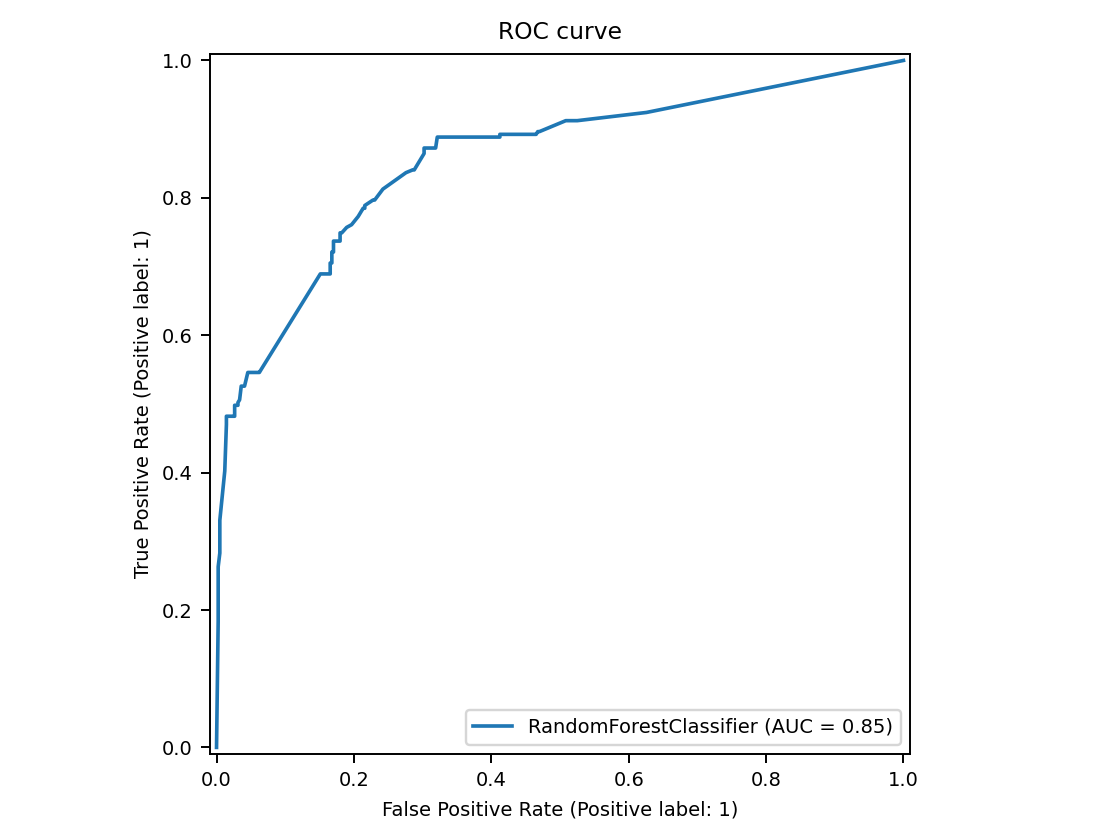 ROC curve
1.0
0.8
0.6
0.4
0.2
0.0
True Positive Rate (Positive label: 1)
RandomForestClassifier (AUC = 0.85)
0.0 0.2 0.4 0.6 0.8 1.0
False Positive Rate (Positive label: 1)